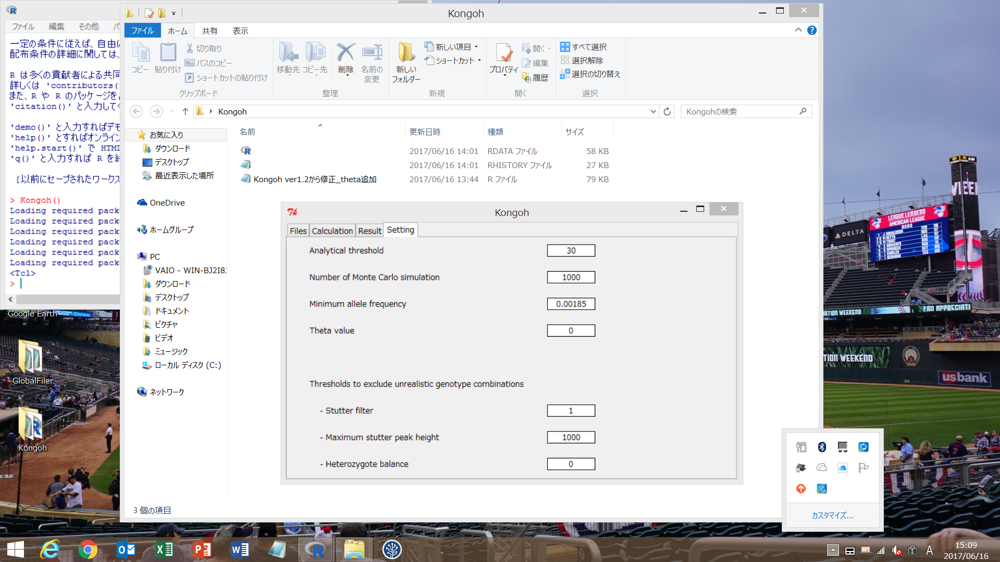 ファイル 編集 その他
一定の条件に従えば、自由に
配布条件の詳細に関しては、
R は多くの貢献者による共同
詳しくは 'contributors(
また、R や R のパッケージを
'citation()' と入力して
'demo()' と入力すればデモ
'help()' とすればオンライン
'help.start()' で HTML
'q()' と入力すれば R を終
[以前にセーブされたワークス
> Kongoh()
Loading required pack
Loading required pack
Loading required pack
Loading required pack
Loading required pack
Loading required pack
<Tcl>
>
Kongoh
ファイル ホーム 共有 表示
コピー 貼り付け
切り取り
パスのコピー
ショートカットの貼り付け
クリップボード
移動先 コピー先 削除 名前の変更
整理
新しいフォルダー
新しい項目
ショートカット
新規
プロパティ
開く
編集
履歴
開く
すべて選択
選択解除
選択の切り替え
選択
Kongoh
Kongohの検索
名前 更新日時 種類 サイズ
2017/06/16 14:01 RDATA ファイル 58 KB
2017/06/16 14:01 RHISTORY ファイル 27 KB
Kongoh ver1.2から修正_theta追加 2017/06/16 13:44 R ファイル 79 KB
お気に入り
ダウンロード
デスクトップ
最近表示した場所
OneDrive
ホームグループ
PC
VAIO - WIN-BJ2I8J
ダウンロード
デスクトップ
ドキュメント
ピクチャ
ビデオ
ミュージック
ローカル ディスク (C:)
ネットワーク
3 個の項目
Kongoh
Files Calculation Result Setting
Analytical threshold 30
Number of Monte Carlo simulation 1000
Minimum allele frequency 0.00185
Theta value 0
Thresholds to exclude unrealistic genotype combinations
- Stutter filter 1
- Maximum stutter peak height 1000
- Heterozygote balance 0
Google Earth
GlobalFiler
Kongoh
DELTA
LEAGUE LEADERS
AMERICAN LEAGUE
RUNS
FAN APPRECIATI
TION WEEKEND
us bank
カスタマイズ...
A
15:09
2017/06/16